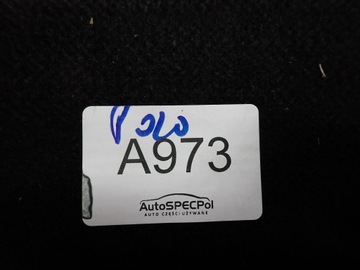 Polo
A973
AutoSPECPol
AUTO CZĘŚCI-UŻYWANE